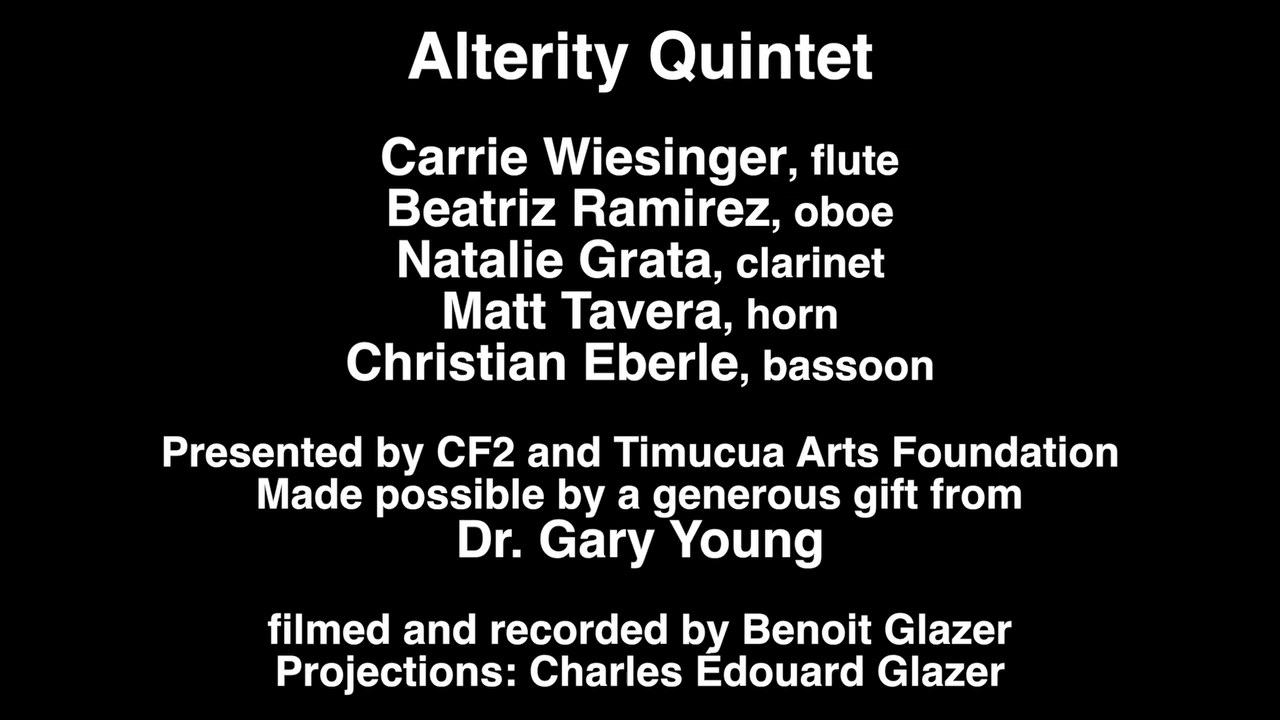 Alterity Quintet
Carrie Wiesinger, flute
Beatriz Ramirez, oboe
Natalie Grata, clarinet
Matt Tavera, horn
Christian Eberle, bassoon
Presented by CF2 and Timucua Arts Foundation
Made possible by a generous gift from
Dr. Gary Young
filmed and recorded by Benoit Glazer
Projections: Charles Édouard Glazer